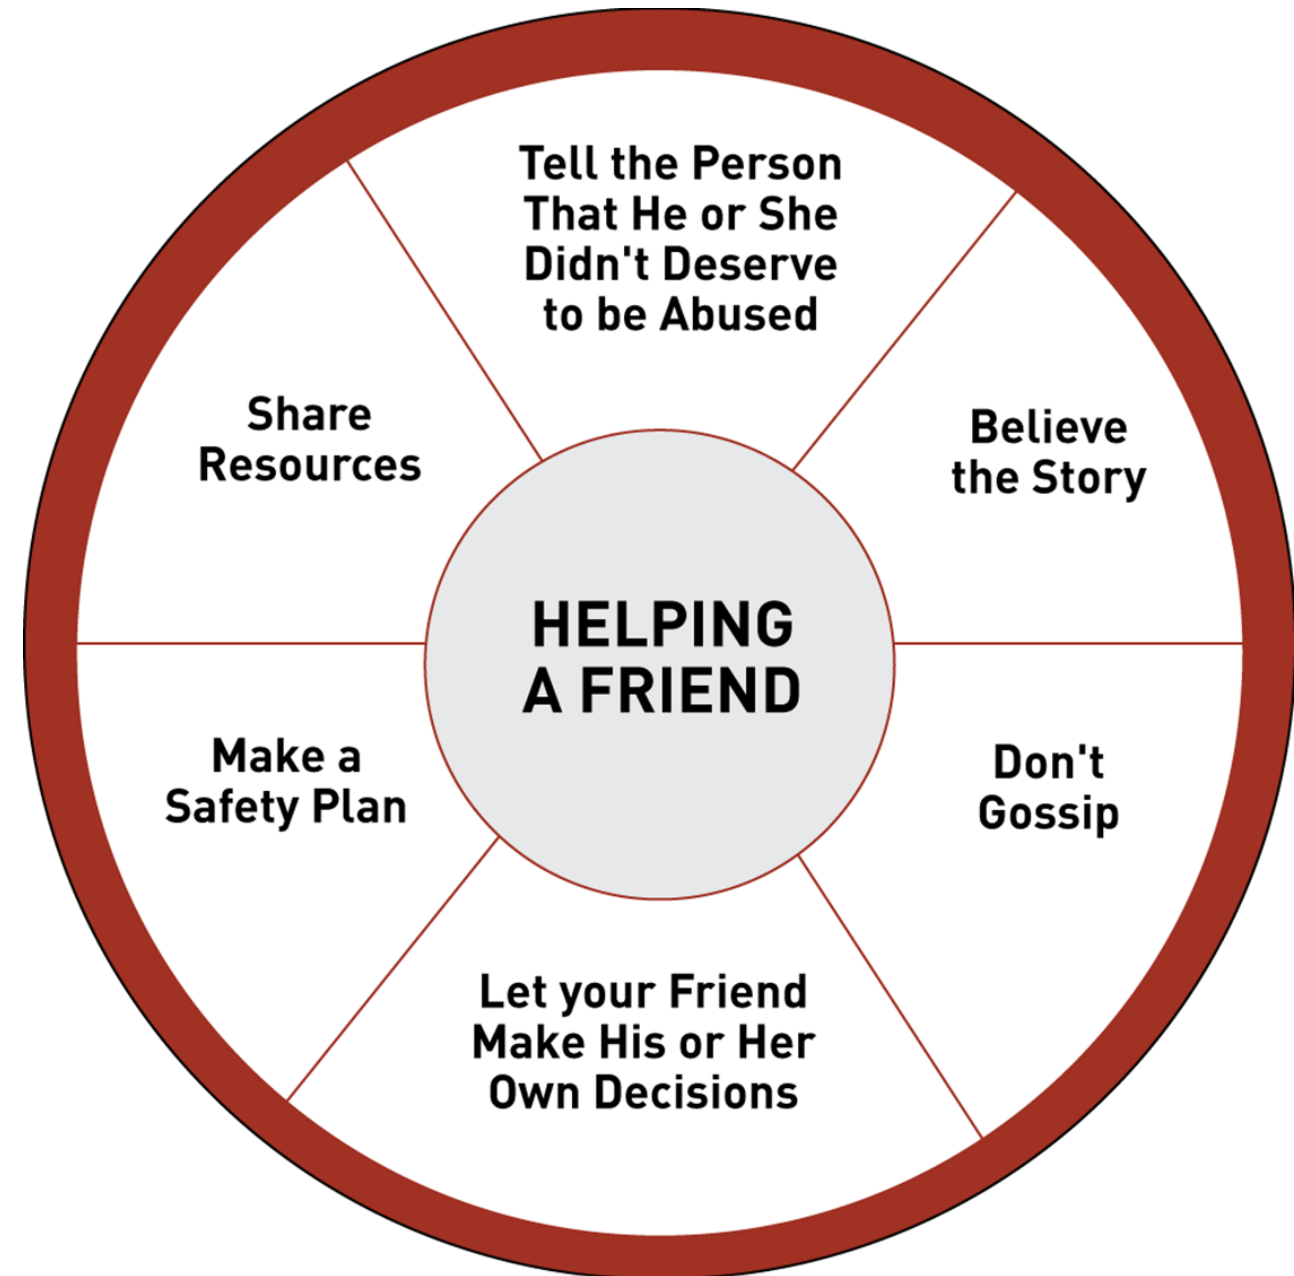 Tell the Person
That He or She
Didn't Deserve
to be Abused
Believe
the Story
Don't
Gossip
Let your Friend
Make His or Her
Own Decisions
Make a
Safety Plan
Share
Resources
HELPING
A FRIEND